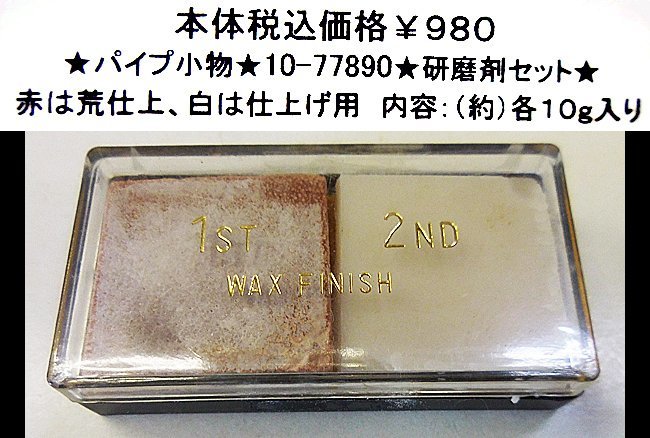 本体税込価格￥980
★パイプ小物★10-77890★研磨剤セット★
赤は荒仕上、白は仕上げ用　内容：（約）各10g入り
1ST 2ND
WAX FINISH